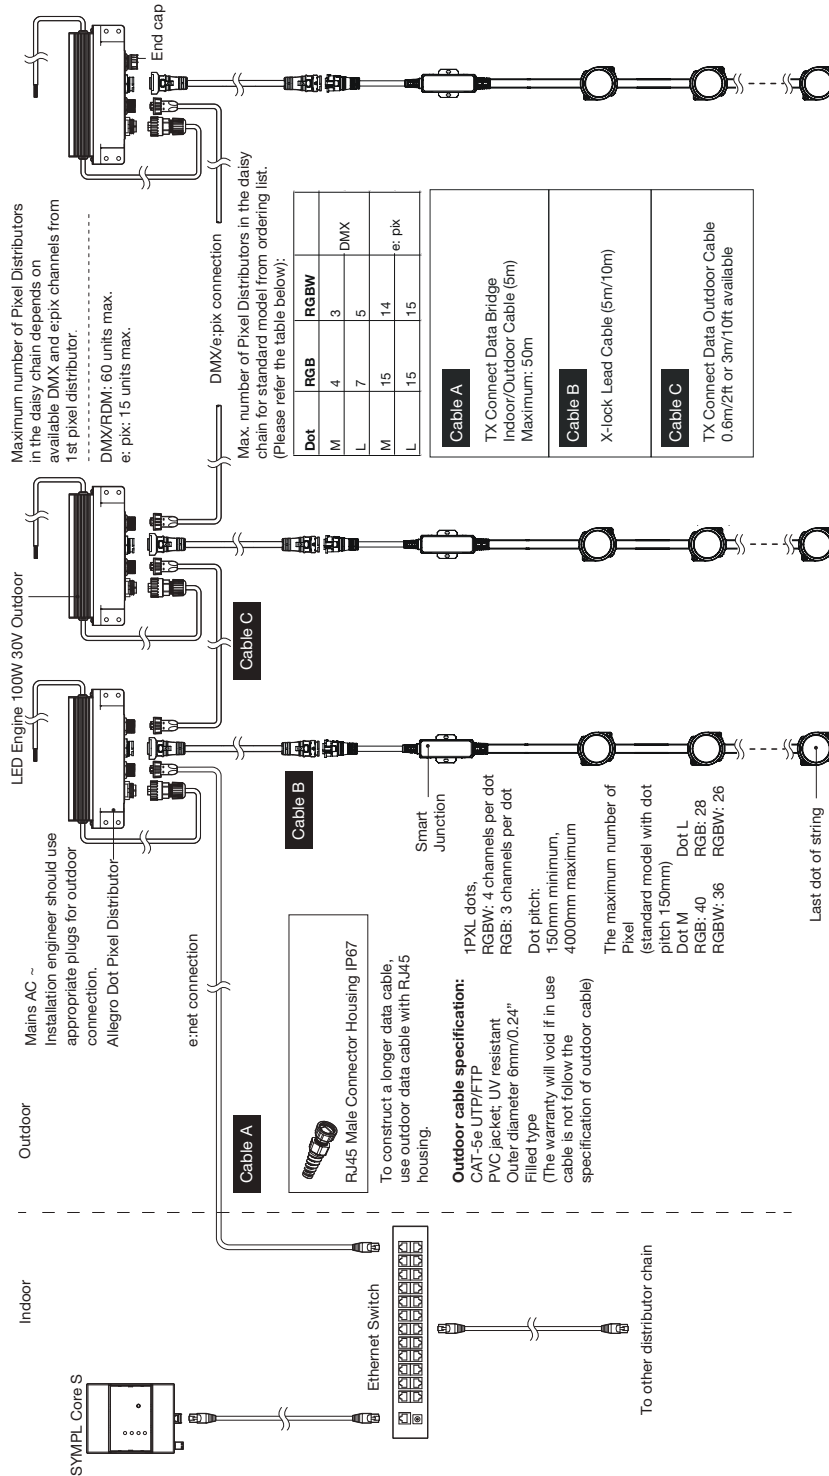 Indoor
Outdoor
SYMPL Core S
Ethernet Switch
To other distributor chain
Mains AC ~
Installation engineer should use
appropriate plugs for outdoor
connection.
Allegro Dot Pixel Distributor
LED Engine 100W 30V Outdoor
e:net connection
Cable A
RJ45 Male Connector Housing IP67
To construct a longer data cable,
use outdoor data cable with RJ45
housing.
Outdoor cable specification:
CAT-5e UTP/FTP
PVC jacket; UV resistant
Outer diameter 6mm/0.24"
Filled type
(The warranty will void if in use
cable is not follow the
specification of outdoor cable)
Cable B
Cable C
Smart
Junction
1PXL dots,
RGBW: 4 channels per dot
RGB: 3 channels per dot
Dot pitch:
150mm minimum,
4000mm maximum
The maximum number of
Pixel
(standard model with dot
pitch 150mm)
Dot M Dot L
RGB: 40 RGB: 28
RGBW: 36 RGBW: 26
Last dot of string
Maximum number of Pixel Distributors
in the daisy chain depends on
available DMX and e:pix channels from
1st pixel distributor.
DMX/RDM: 60 units max.
e: pix: 15 units max.
End cap
DMX/e:pix connection
Max. number of Pixel Distributors in the daisy
chain for standard model from ordering list.
(Please refer the table below):
Dot RGB RGBW
M 4 3 DMX
L 7 5
M 15 14 e: pix
L 15 15
Cable A
TX Connect Data Bridge
Indoor/Outdoor Cable (5m)
Maximum: 50m
Cable B
X-lock Lead Cable (5m/10m)
Cable C
TX Connect Data Outdoor Cable
0.6m/2ft or 3m/10ft available